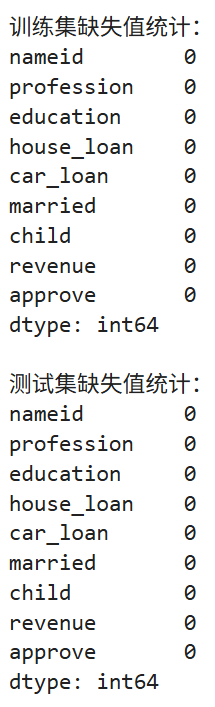 训练集缺失值统计：
nameid 0
profession 0
education 0
house_loan 0
car_loan 0
married 0
child 0
revenue 0
approve 0
dtype: int64
测试集缺失值统计：
nameid 0
profession 0
education 0
house_loan 0
car_loan 0
married 0
child 0
revenue 0
approve 0
dtype: int64